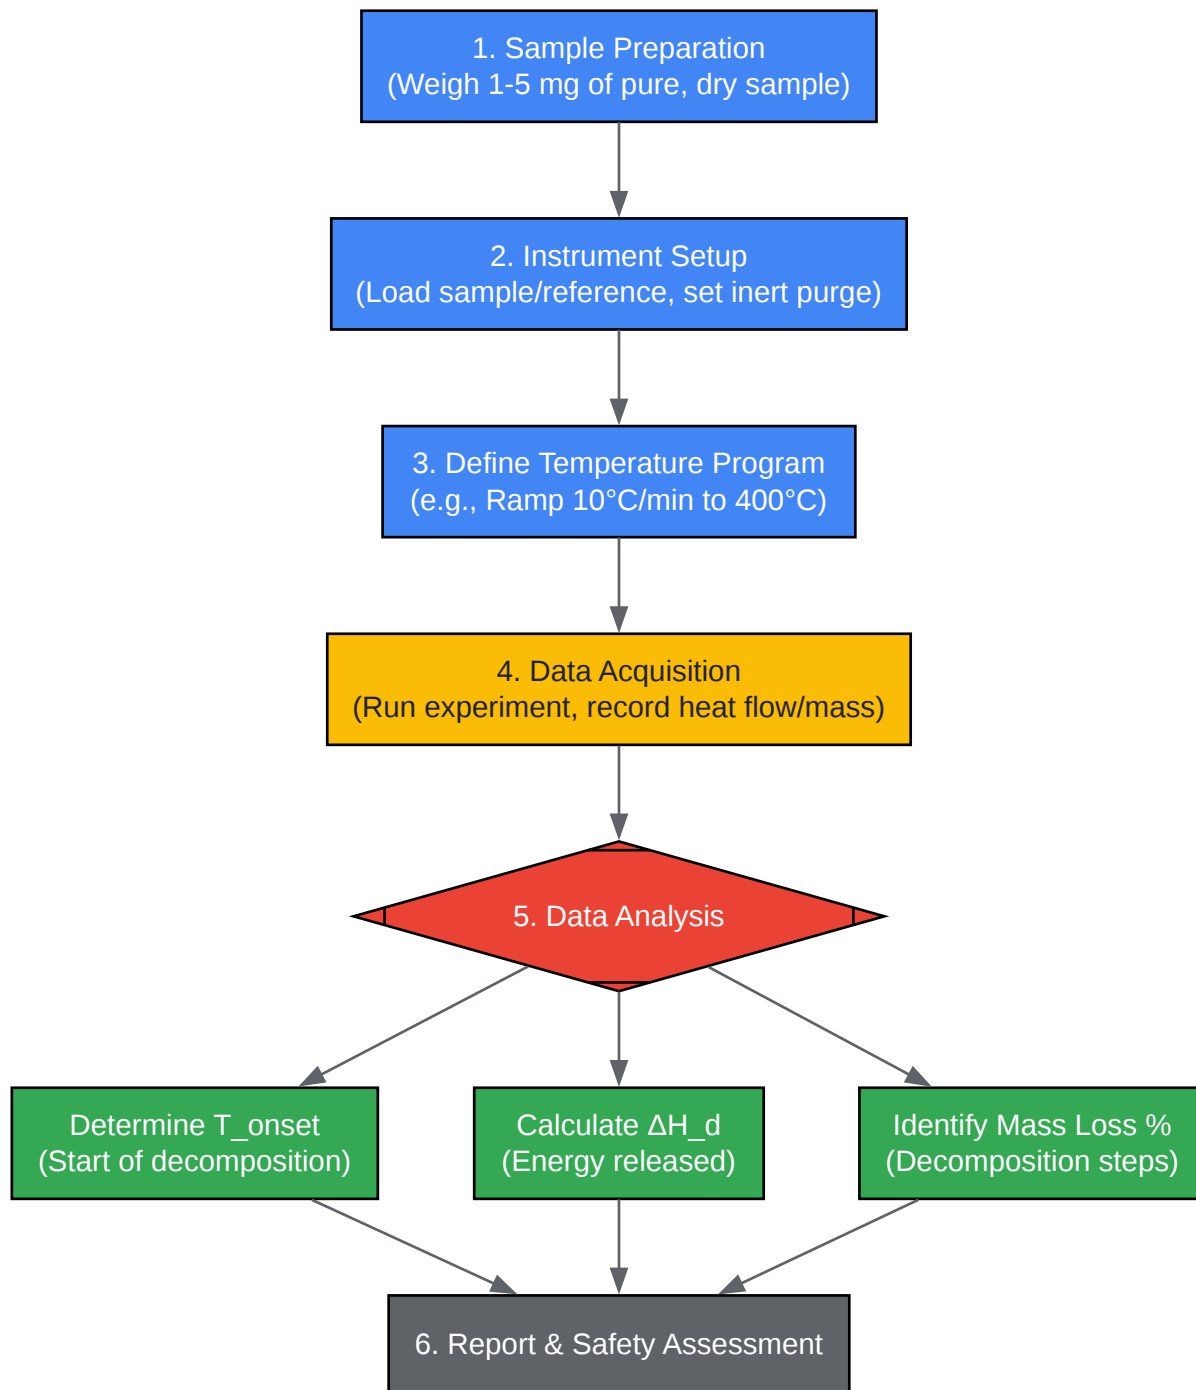 1. Sample Preparation
(Weigh 1-5 mg of pure, dry sample)
2. Instrument Setup
(Load sample/reference, set inert purge)
3. Define Temperature Program
(e.g., Ramp 10°C/min to 400°C)
4. Data Acquisition
(Run experiment, record heat flow/mass)
5. Data Analysis
Determine T_onset
(Start of decomposition)
Calculate ΔH_d
(Energy released)
Identify Mass Loss %
(Decomposition steps)
6. Report & Safety Assessment